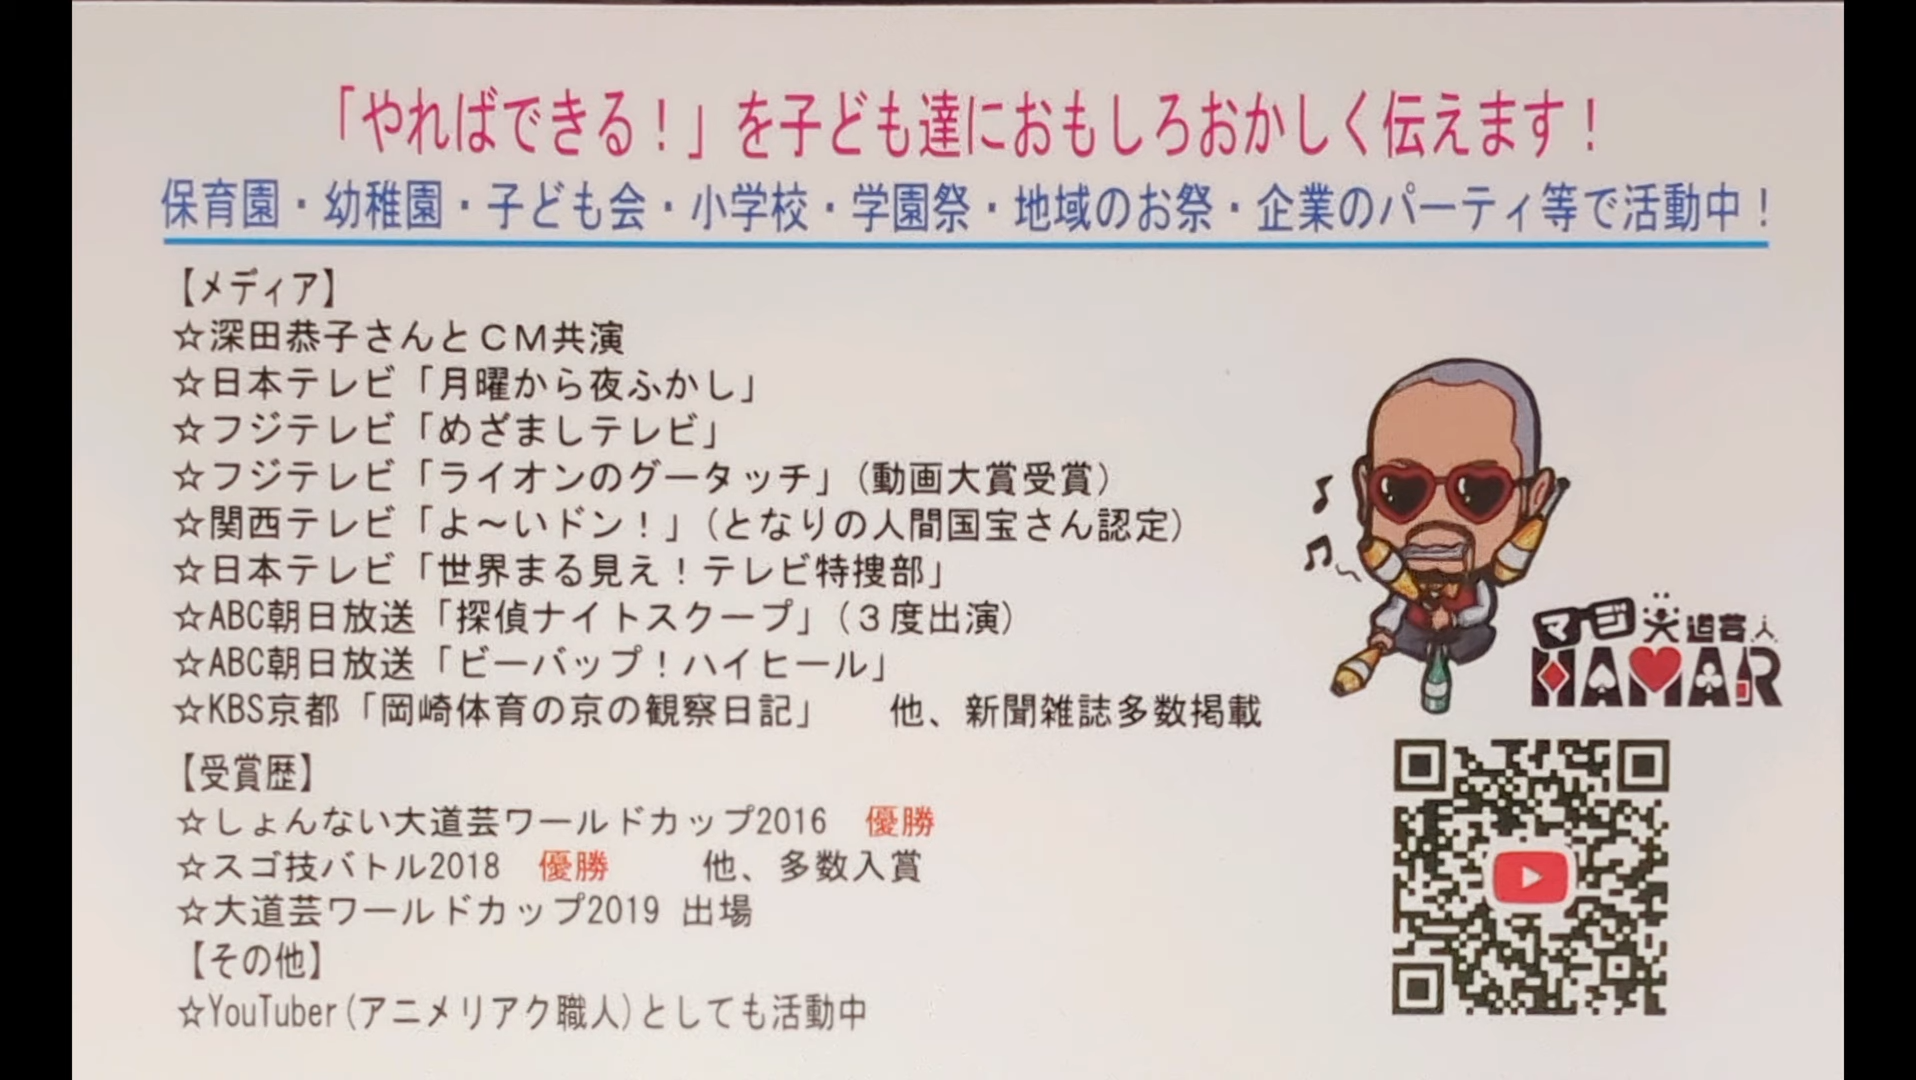 「やればできる！」を子ども達におもしろおかしく伝えます！
保育園・幼稚園・子ども会・小学校・学園祭・地域のお祭・企業のパーティ等で活動中！
【メディア】
☆深田恭子さんとＣＭ共演
☆日本テレビ「月曜から夜ふかし」
☆フジテレビ「めざましテレビ」
☆フジテレビ「ライオンのグータッチ」（動画大賞受賞）
☆関西テレビ「よ～いドン！」（となりの人間国宝さん認定）
☆日本テレビ「世界まる見え！テレビ特捜部」
☆ABC朝日放送「探偵ナイトスクープ」（３度出演）
☆ABC朝日放送「ビーバップ！ハイヒール」
☆KBS京都「岡崎体育の京の観察日記」　　他、新聞雑誌多数掲載
マジ大道芸人
HAMAR
【受賞歴】
☆しょんない大道芸ワールドカップ2016　優勝
☆スゴ技バトル2018　優勝　　　他、多数入賞
☆大道芸ワールドカップ2019 出場
【その他】
☆YouTuber(アニメリアク職人)としても活動中